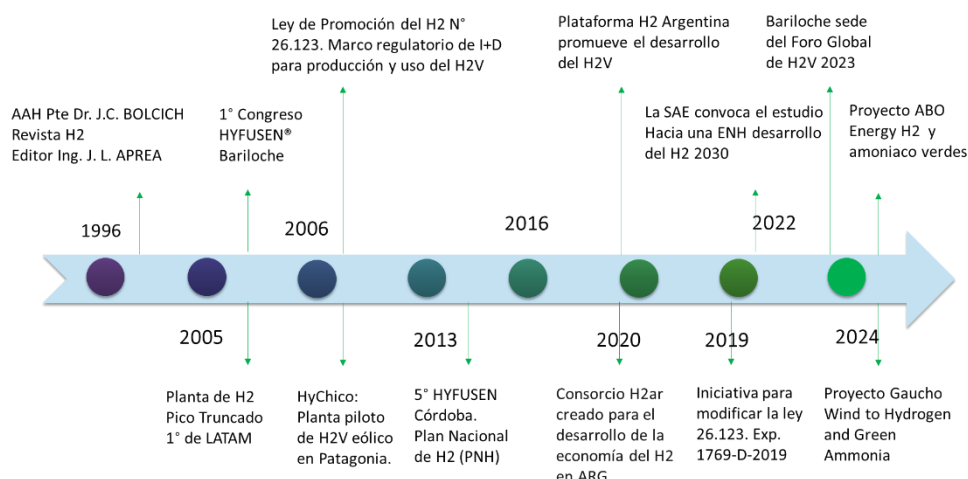 Ley de Promoción del H2 N°
26.123. Marco regulatorio de I+D
para producción y uso del H2V
Plataforma H2 Argentina
promueve el desarrollo
del H2V
Bariloche sede
del Foro Global
de H2V 2023
AAH Pte Dr. J.C. BOLCICH
Revista H2
Editor Ing. J. L. APREA
1° Congreso
HYFUSEN®
Bariloche
La SAE convoca el estudio
Hacia una ENH desarrollo
del H2 2030
Proyecto ABO
Energy H2 y
amoniaco verdes
1996
2006
2016
2022
2005
2013
2020
2019
2024
Planta de H2
Pico Truncado
1° de LATAM
HyChico:
Planta piloto
de H2V eólico
en Patagonia.
5° HYFUSEN
Córdoba.
Plan Nacional
de H2 (PNH)
Consorcio H2ar
creado para el
desarrollo de la
economía del H2
en ARG
Iniciativa para
modificar la ley
26.123. Exp.
1769-D-2019
Proyecto Gaucho
Wind to Hydrogen
and Green
Ammonia